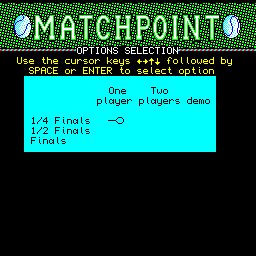 MATCHPOINT
OPTIONS SELECTION
Use the cursor keys ←→↑↓ followed by
SPACE or ENTER to select option
One Two
player players demo
1/4 Finals
1/2 Finals
Finals